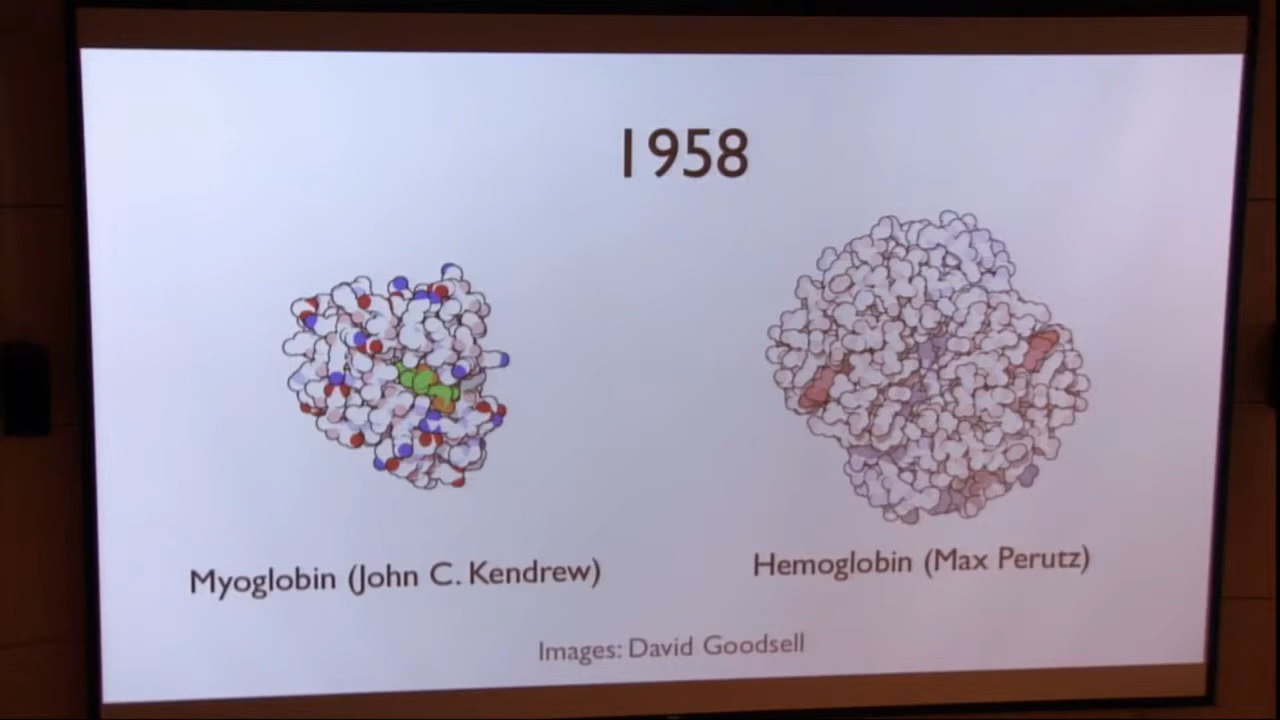 1958
Myoglobin (John C. Kendrew)
Hemoglobin (Max Perutz)
Images: David Goodsell